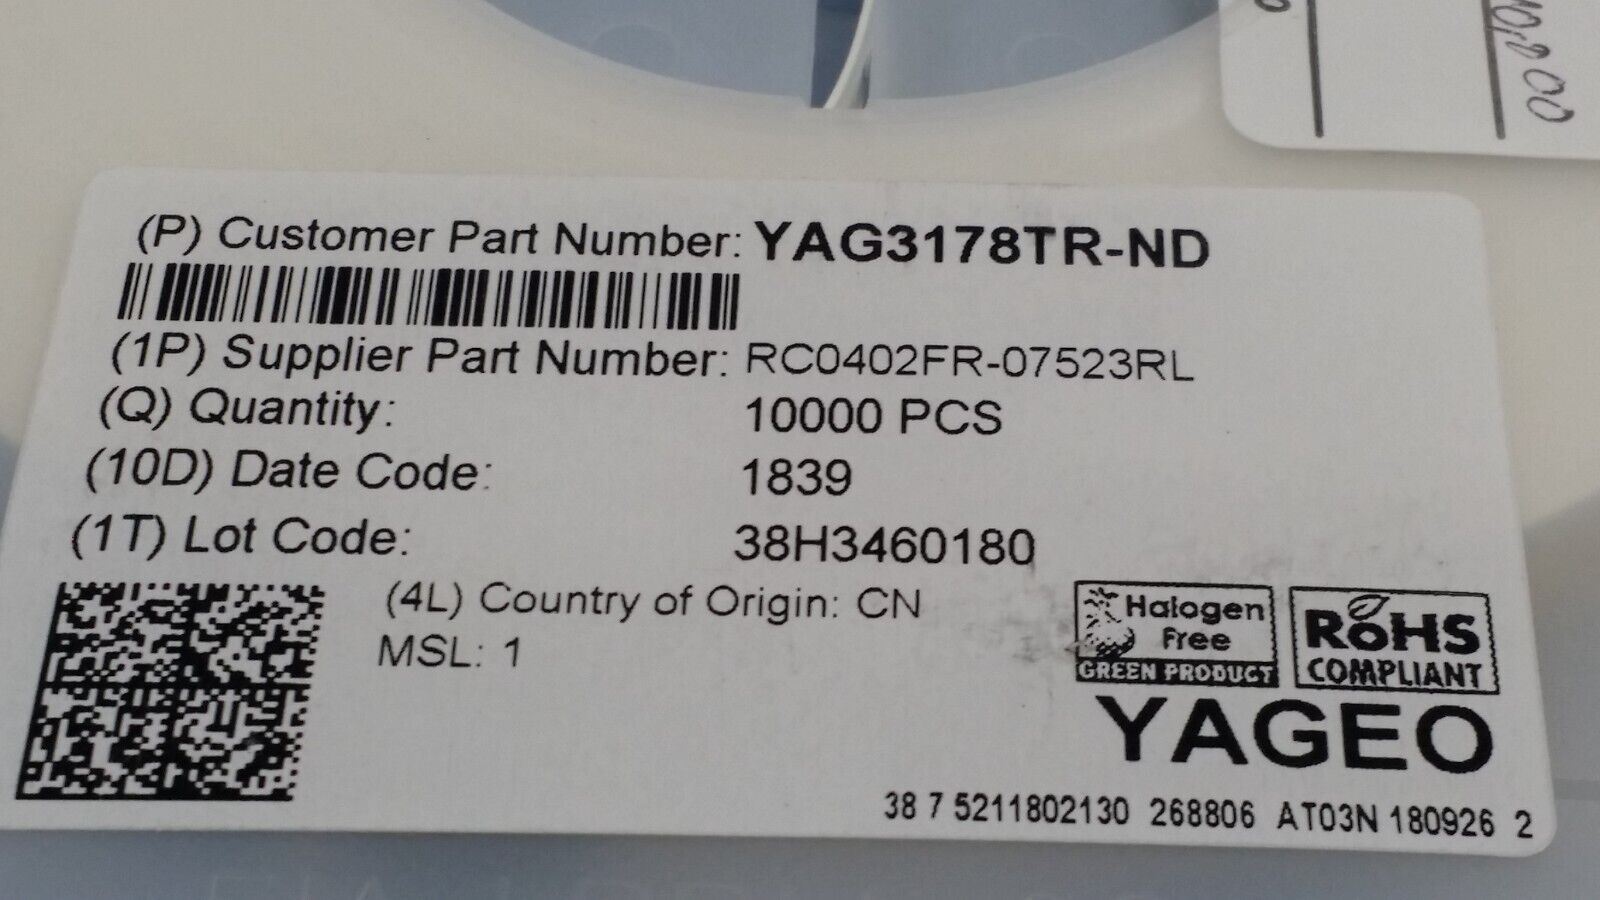 (P) Customer Part Number: YAG3178TR-ND
(1P) Supplier Part Number: RC0402FR-07523RL
(Q) Quantity: 10000 PCS
(10D) Date Code: 1839
(1T) Lot Code: 38H3460180
(4L) Country of Origin: CN
MSL: 1
Halogen
Free
GREEN PRODUCT
RoHS
COMPLIANT
YAGEO
38 7 5211802130 268806 AT03N 180926 2